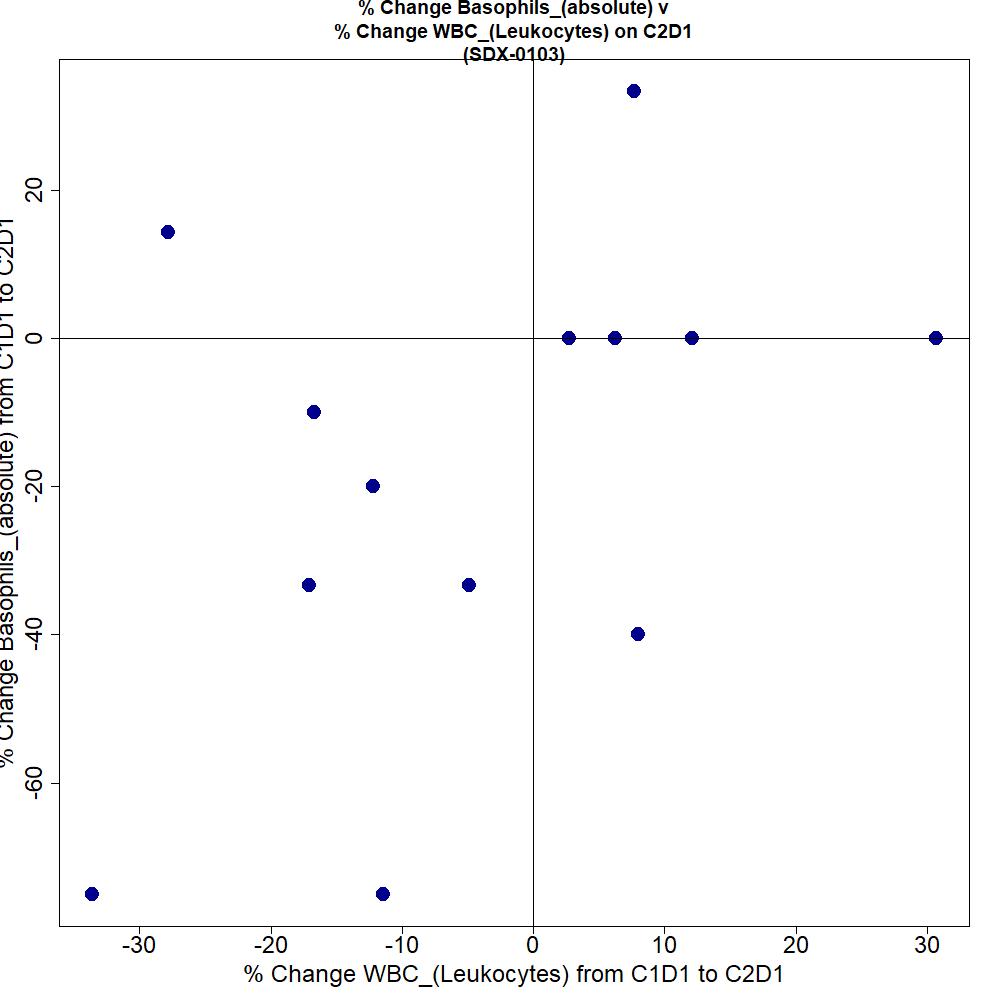 % Change Basophils_(absolute) v
% Change WBC_(Leukocytes) on C2D1
(SDX-0103)
% Change Basophils_(absolute) from C1D1 to C2D1
20
0
-20
-40
-60
-30
-20
-10
0
10
20
30
% Change WBC_(Leukocytes) from C1D1 to C2D1